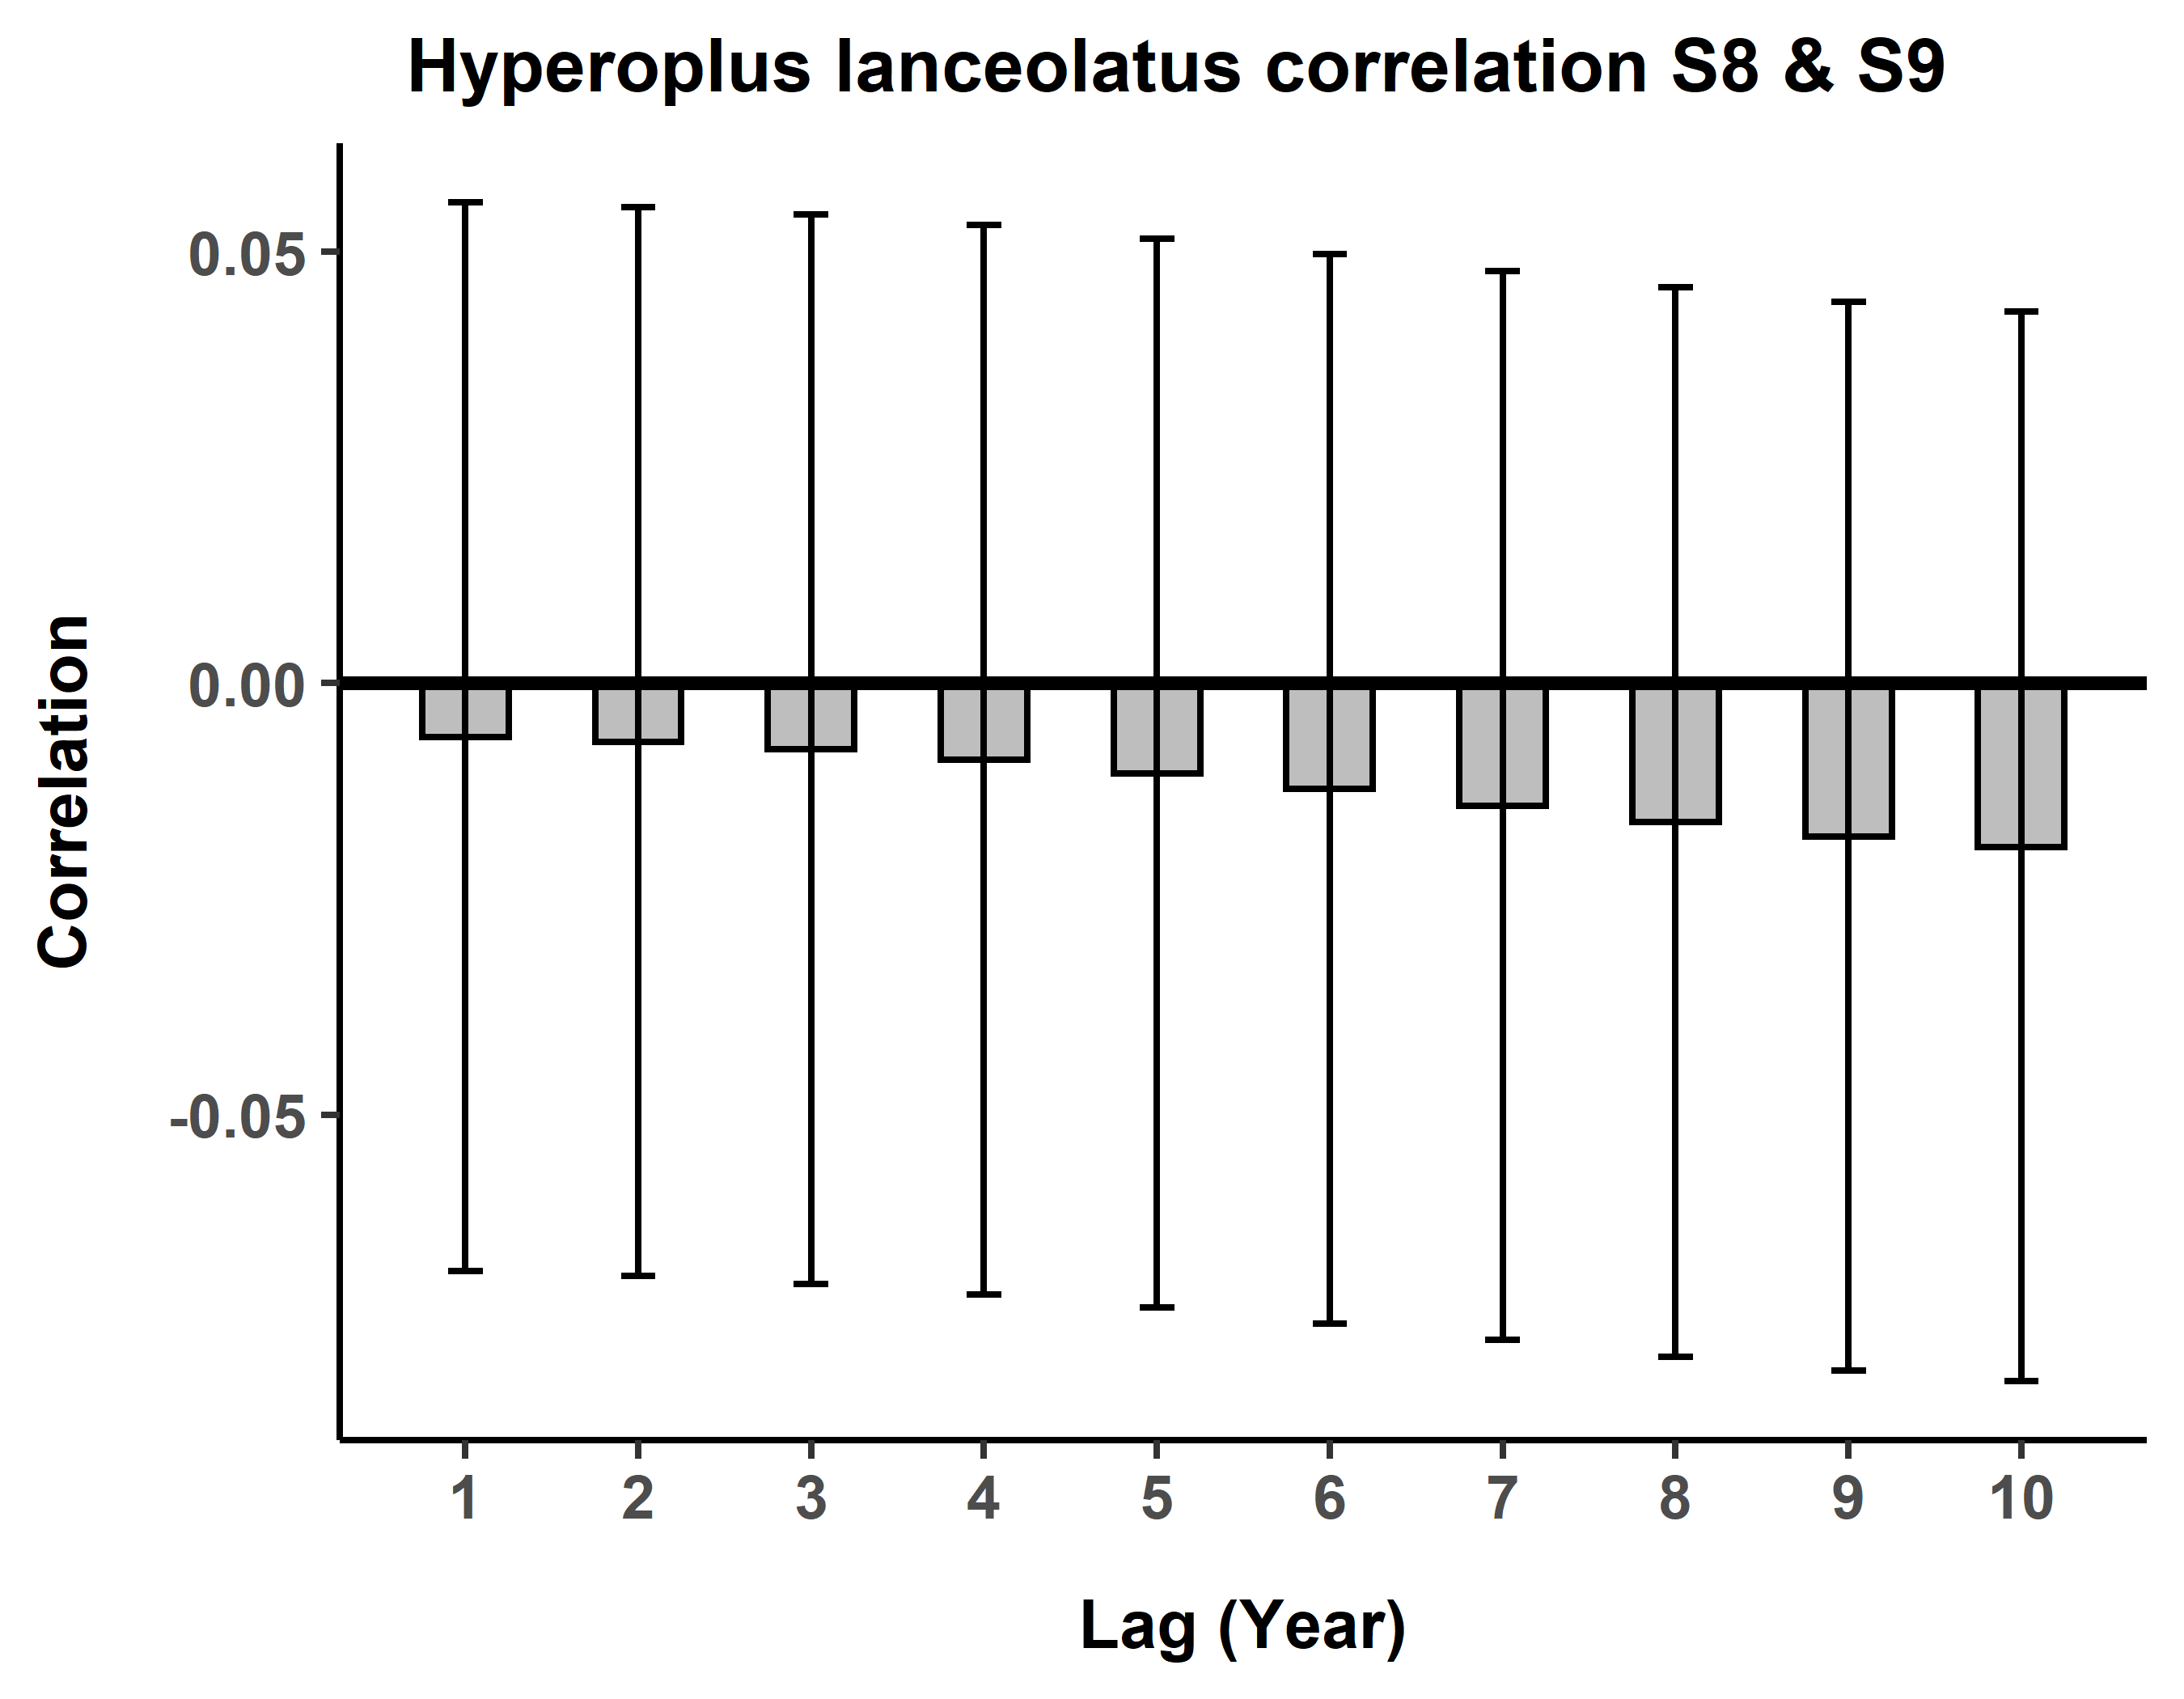 Hyperoplus lanceolatus correlation S8 & S9
0.05
0.00
-0.05
Correlation
1 2 3 4 5 6 7 8 9 10
Lag (Year)